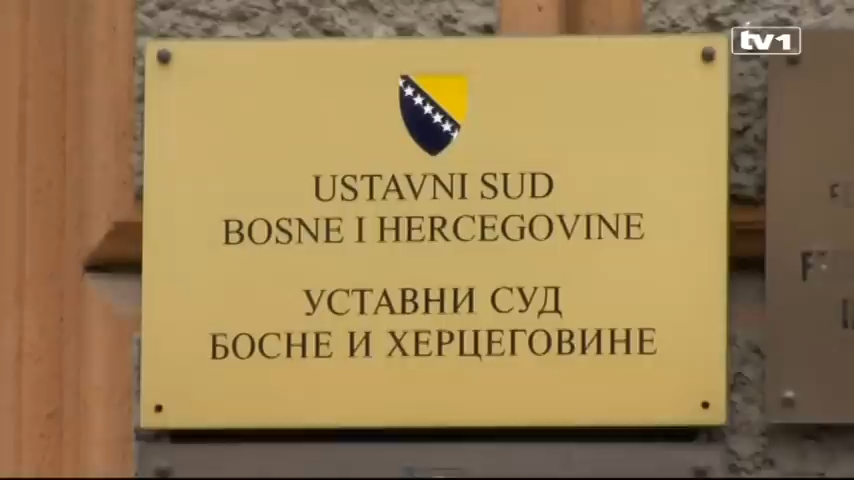 tv1
USTAVNI SUD
BOSNE I HERCEGOVINE
УСТАВНИ СУД
БОСНЕ И ХЕРЦЕГОВИНЕ